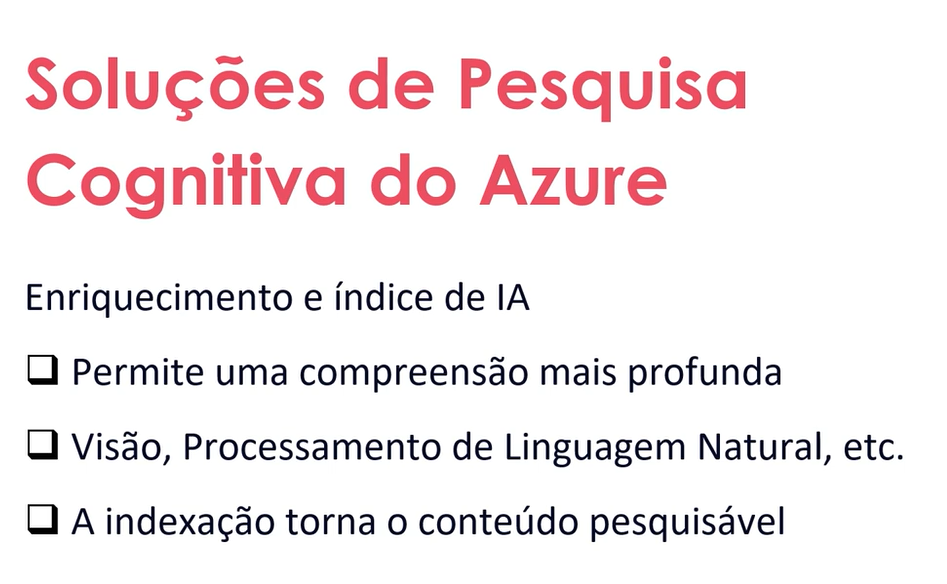 Soluções de Pesquisa
Cognitiva do Azure
Enriquecimento e índice de IA
❑ Permite uma compreensão mais profunda
❑ Visão, Processamento de Linguagem Natural, etc.
❑ A indexação torna o conteúdo pesquisável